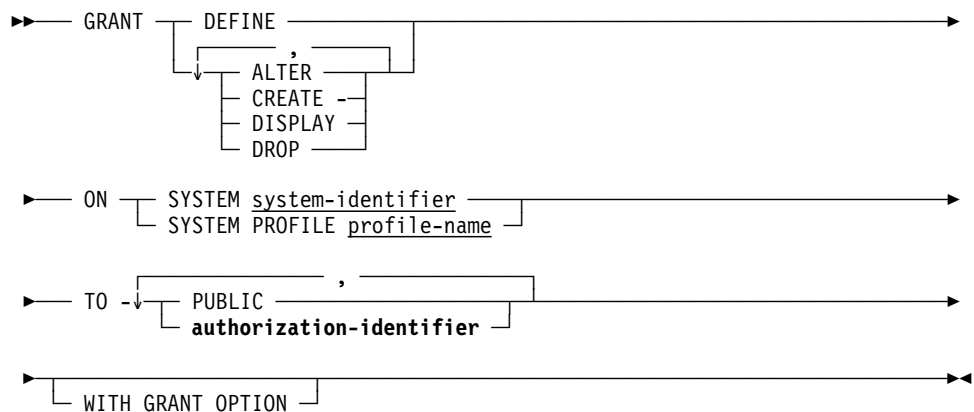 GRANT DEFINE
,
ALTER
CREATE -
DISPLAY
DROP
ON SYSTEM system-identifier
SYSTEM PROFILE profile-name
,
TO - PUBLIC
authorization-identifier
WITH GRANT OPTION